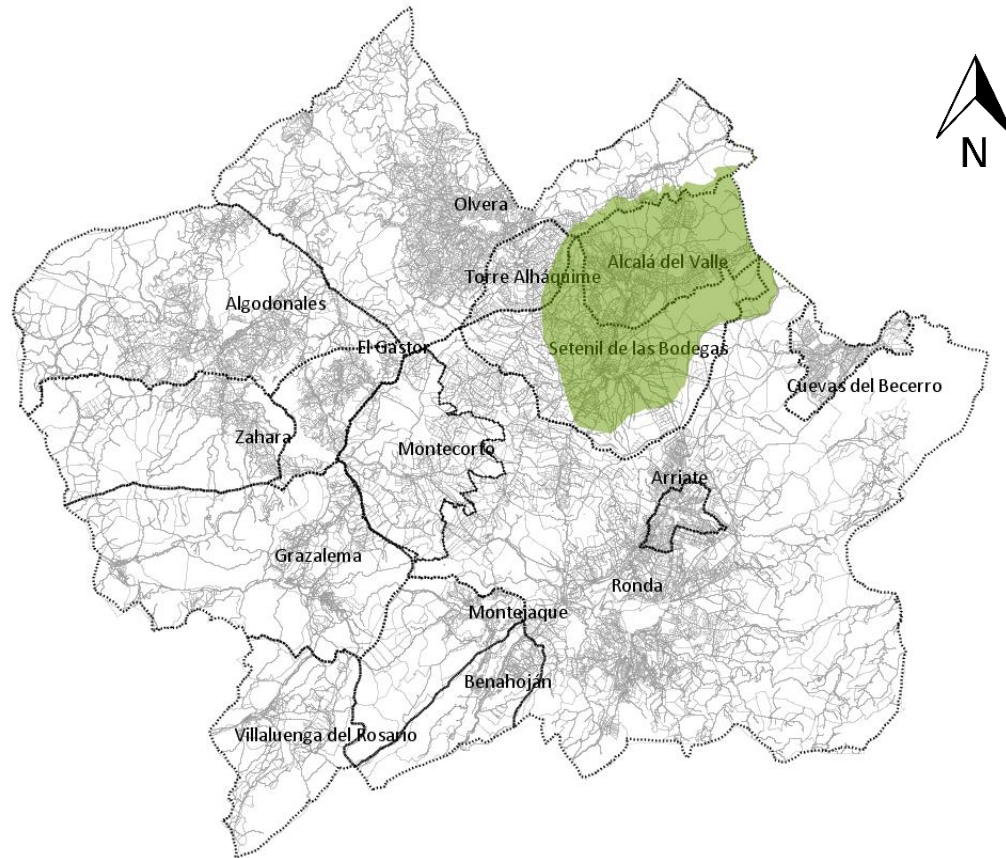 N
Olvera
Alcalá del Valle
Torre Alháquime
Algodonales
El Gastor
Setenil de las Bodegas
Cuevas del Becerro
Zahara
Montecorto
Arriate
Grazalema
Ronda
Montejaque
Benahoján
Villaluenga del Rosario